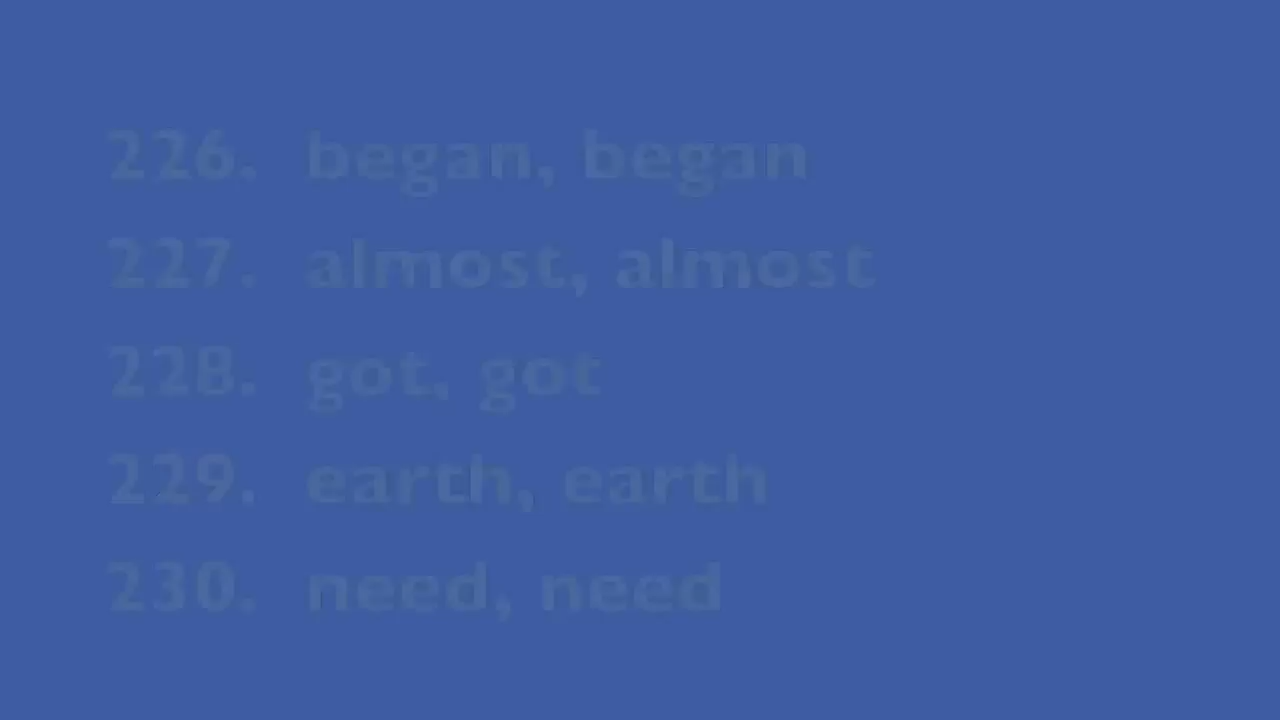 226. began, began
227. almost, almost
228. got, got
229. earth, earth
230. need, need